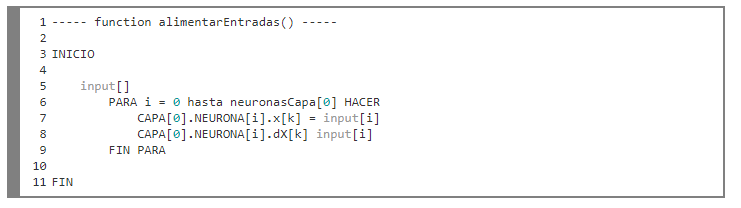 1 ----- function alimentarEntradas() -----
2
3 INICIO
4
5     input[]
6         PARA i = 0 hasta neuronasCapa[0] HACER
7             CAPA[0].NEURONA[i].x[k] = input[i]
8             CAPA[0].NEURONA[i].dX[k] input[i]
9         FIN PARA
10
11 FIN